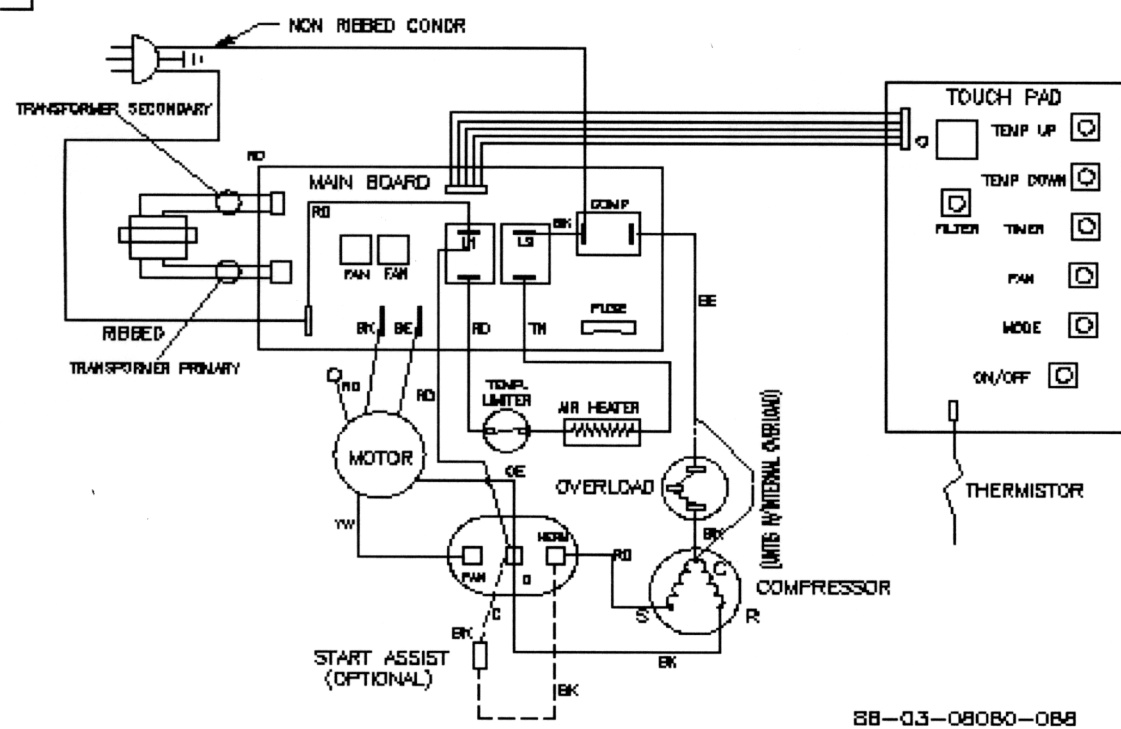 NON RIBBED CONDR
TRANSFORMER SECONDARY
TOUCH PAD
TEMP UP
TEMP DOWN
FILTER
TIMER
FAN
MODE
ON/OFF
THERMISTOR
RD
MAIN BOARD
RD
COMP
BK
L1
L2
FAN
FAN
FUSE
BE
RIBBED
BK
BE
RD
TN
TRANSFORMER PRIMARY
RD
RD
TEMP.
LIMITER
AIR HEATER
MOTOR
OE
OVERLOAD
(UNITS W/INTERNAL OVERLOAD)
YW
HERM
BK
FAN
RD
C
COMPRESSOR
S
R
C
BK
START ASSIST
(OPTIONAL)
BK
BK
88-03-08080-088